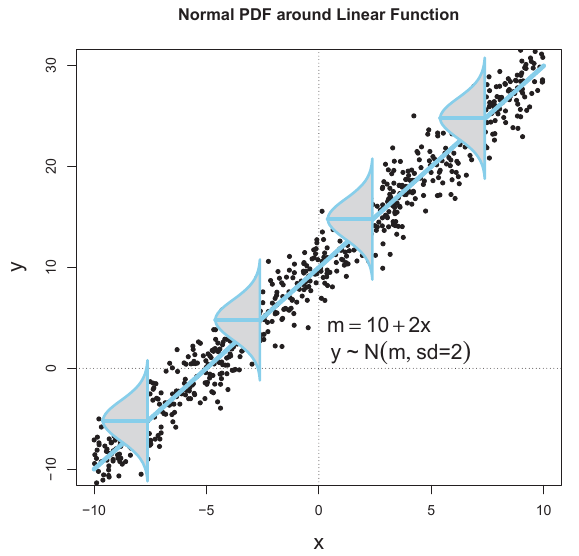 Normal PDF around Linear Function
y
30
20
10
0
−10
m = 10 + 2x
y ~ N(m, sd=2)
−10 −5 0 5 10
x